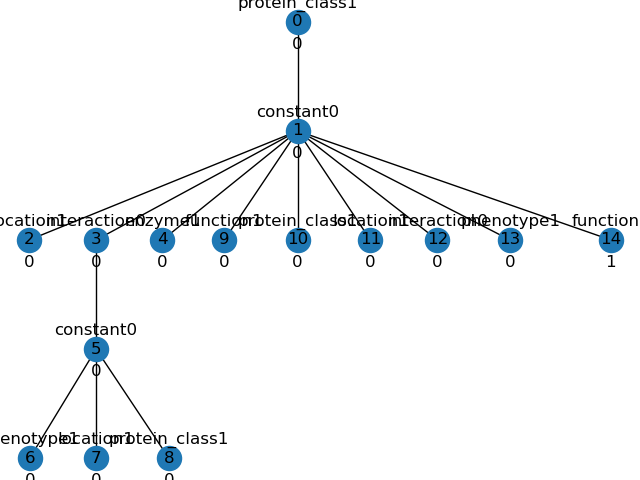 protein_class1
0
0
constant0
1
0
ocation1 interaction0 enzyme1 function1 protein_class1 location1 interaction0 phenotype1 function
2 3 4 9 10 11 12 13 14
0 0 0 0 0 0 0 0 1
constant0
5
0
enotype1 location1 protein_class1
6 7 8
0 0 0